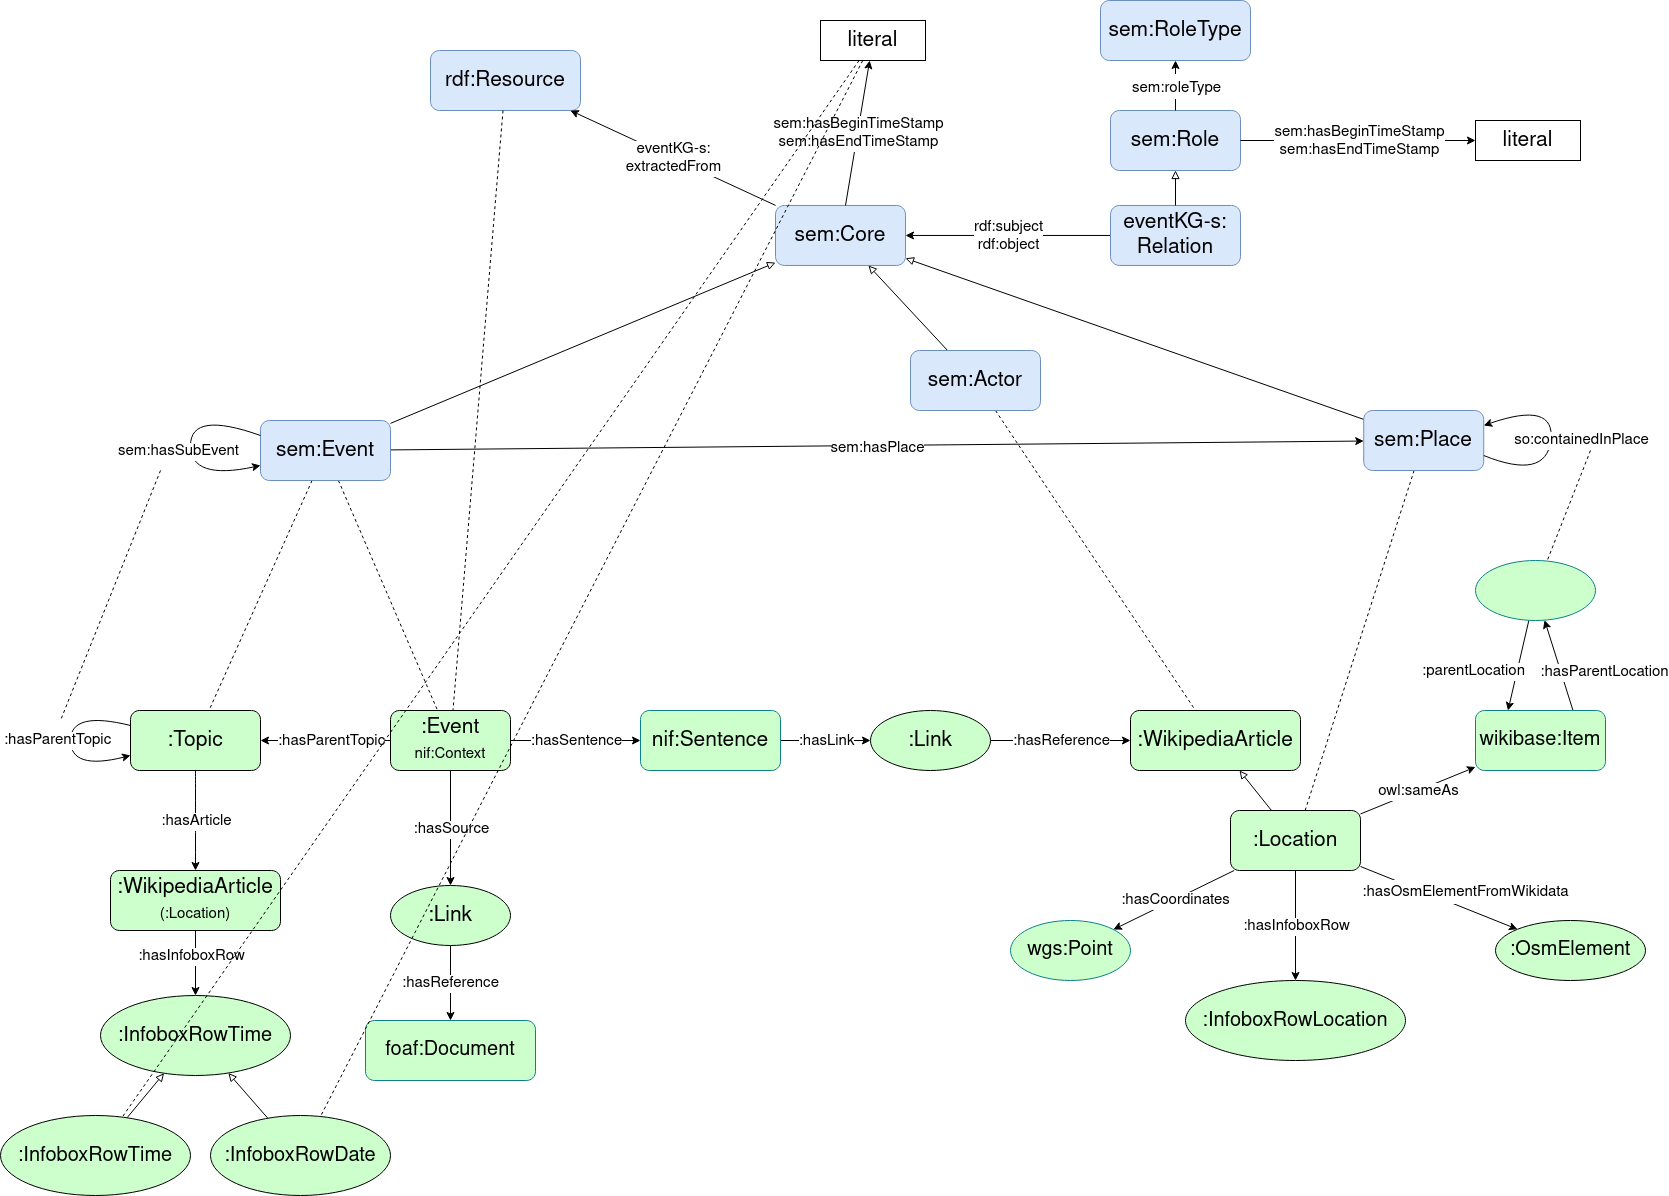 sem:RoleType
literal
rdf:Resource
sem:roleType
sem:hasBeginTimeStamp
sem:hasEndTimeStamp
sem:Role
sem:hasBeginTimeStamp
sem:hasEndTimeStamp
literal
eventKG-s:
extractedFrom
sem:Core
rdf:subject
rdf:object
eventKG-s:
Relation
sem:Actor
sem:hasSubEvent
sem:Event
sem:hasPlace
sem:Place
so:containedInPlace
:parentLocation
:hasParentLocation
:hasParentTopic
:Topic
:hasParentTopic
:Event
nif:Context
:hasSentence
nif:Sentence
:hasLink
:Link
:hasReference
:WikipediaArticle
wikibase:Item
owl:sameAs
:hasArticle
:hasSource
:Location
:WikipediaArticle
(:Location)
:Link
:hasCoordinates
:hasInfoboxRow
:hasOsmElementFromWikidata
:hasInfoboxRow
wgs:Point
:OsmElement
:hasReference
:InfoboxRowTime
foaf:Document
:InfoboxRowLocation
:InfoboxRowTime
:InfoboxRowDate